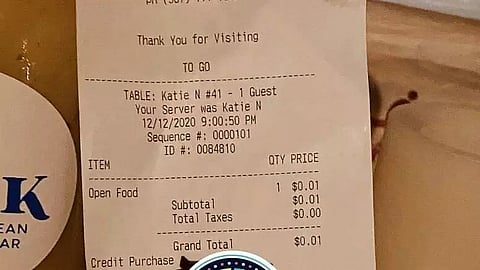 Thank You for Visiting
TO GO
TABLE: Katie N #41 - 1 Guest
Your Server was Katie N
12/12/2020 9:00:50 PM
Sequence #: 0000101
ID #: 0084810
ITEM QTY PRICE
Open Food 1 $0.01
Subtotal $0.01
Total Taxes $0.00
Grand Total $0.01
Credit Purchase
K
EAN
AR